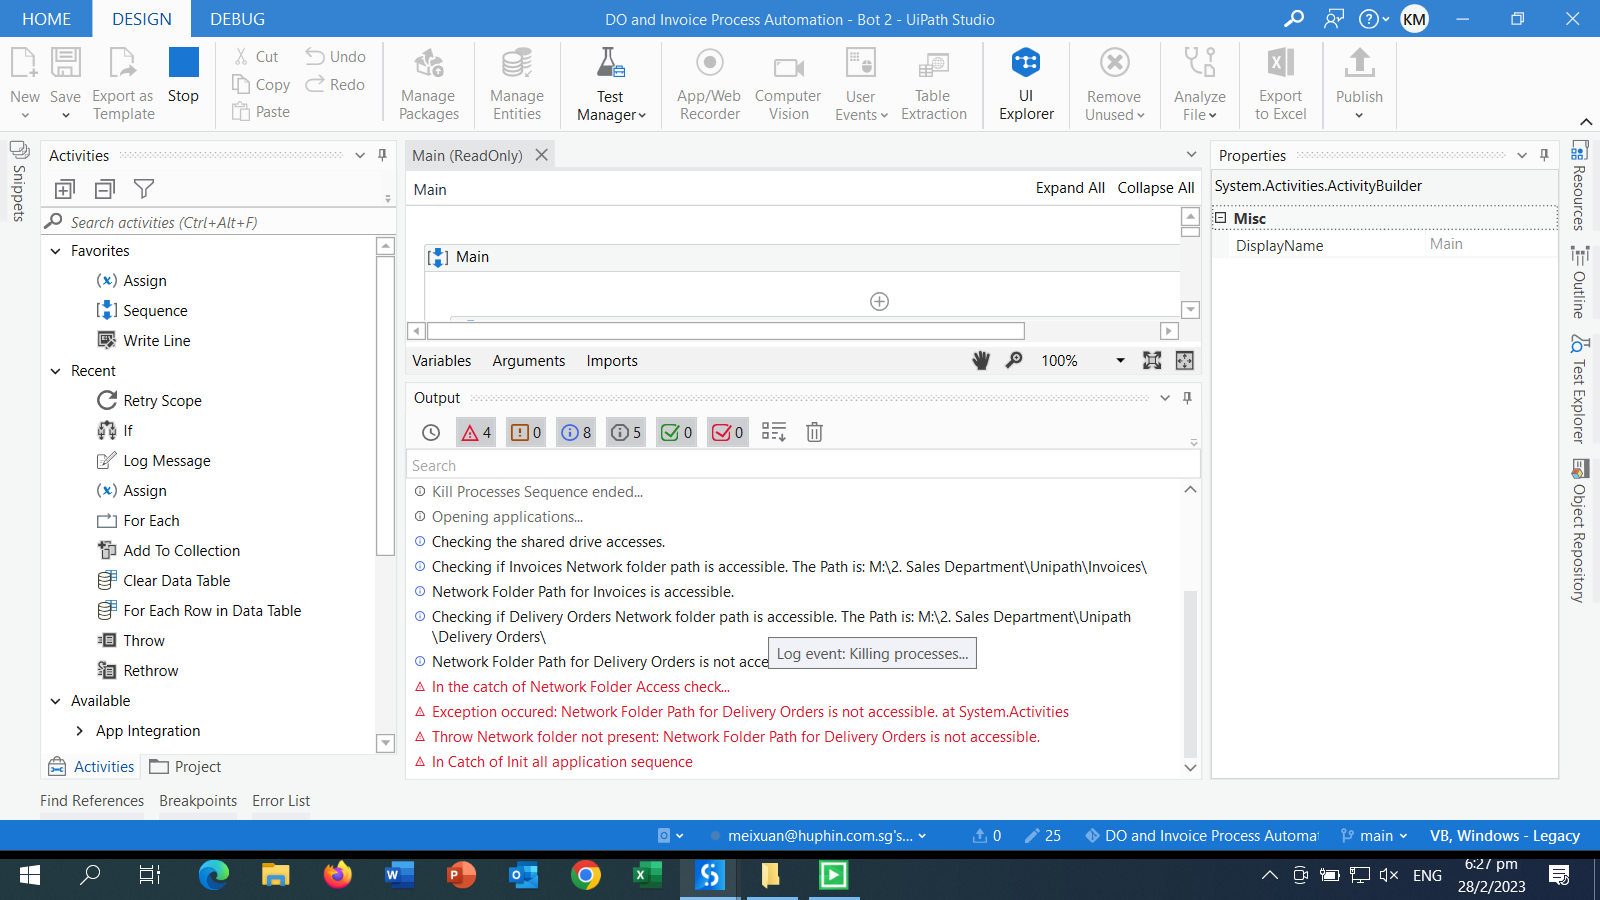 HOME
DESIGN
DEBUG
DO and Invoice Process Automation - Bot 2 - UiPath Studio
KM
New
Save
Export as
Template
Stop
Cut
Copy
Paste
Undo
Redo
Manage
Packages
Manage
Entities
Test
Manager
App/Web
Recorder
Computer
Vision
User
Events
Table
Extraction
UI
Explorer
Remove
Unused
Analyze
File
Export
to Excel
Publish
Snippets
Activities
Search activities (Ctrl+Alt+F)
Favorites
Assign
Sequence
Write Line
Recent
Retry Scope
If
Log Message
Assign
For Each
Add To Collection
Clear Data Table
For Each Row in Data Table
Throw
Rethrow
Available
App Integration
Activities
Project
Main (ReadOnly)
Main
Expand All
Collapse All
Main
Variables
Arguments
Imports
100%
Output
4
0
8
5
0
0
Search
Kill Processes Sequence ended...
Opening applications...
Checking the shared drive accesses.
Checking if Invoices Network folder path is accessible. The Path is: M:\2. Sales Department\Unipath\Invoices\
Network Folder Path for Invoices is accessible.
Checking if Delivery Orders Network folder path is accessible. The Path is: M:\2. Sales Department\Unipath
\Delivery Orders\
Network Folder Path for Delivery Orders is not acce
Log event: Killing processes...
In the catch of Network Folder Access check...
Exception occured: Network Folder Path for Delivery Orders is not accessible. at System.Activities
Throw Network folder not present: Network Folder Path for Delivery Orders is not accessible.
In Catch of Init all application sequence
Properties
System.Activities.ActivityBuilder
Misc
DisplayName
Main
Resources
Outline
Test Explorer
Object Repository
Find References
Breakpoints
Error List
meixuan@huphin.com.sg's...
0
25
DO and Invoice Process Automat
main
VB, Windows - Legacy
ENG
6:27 pm
28/2/2023